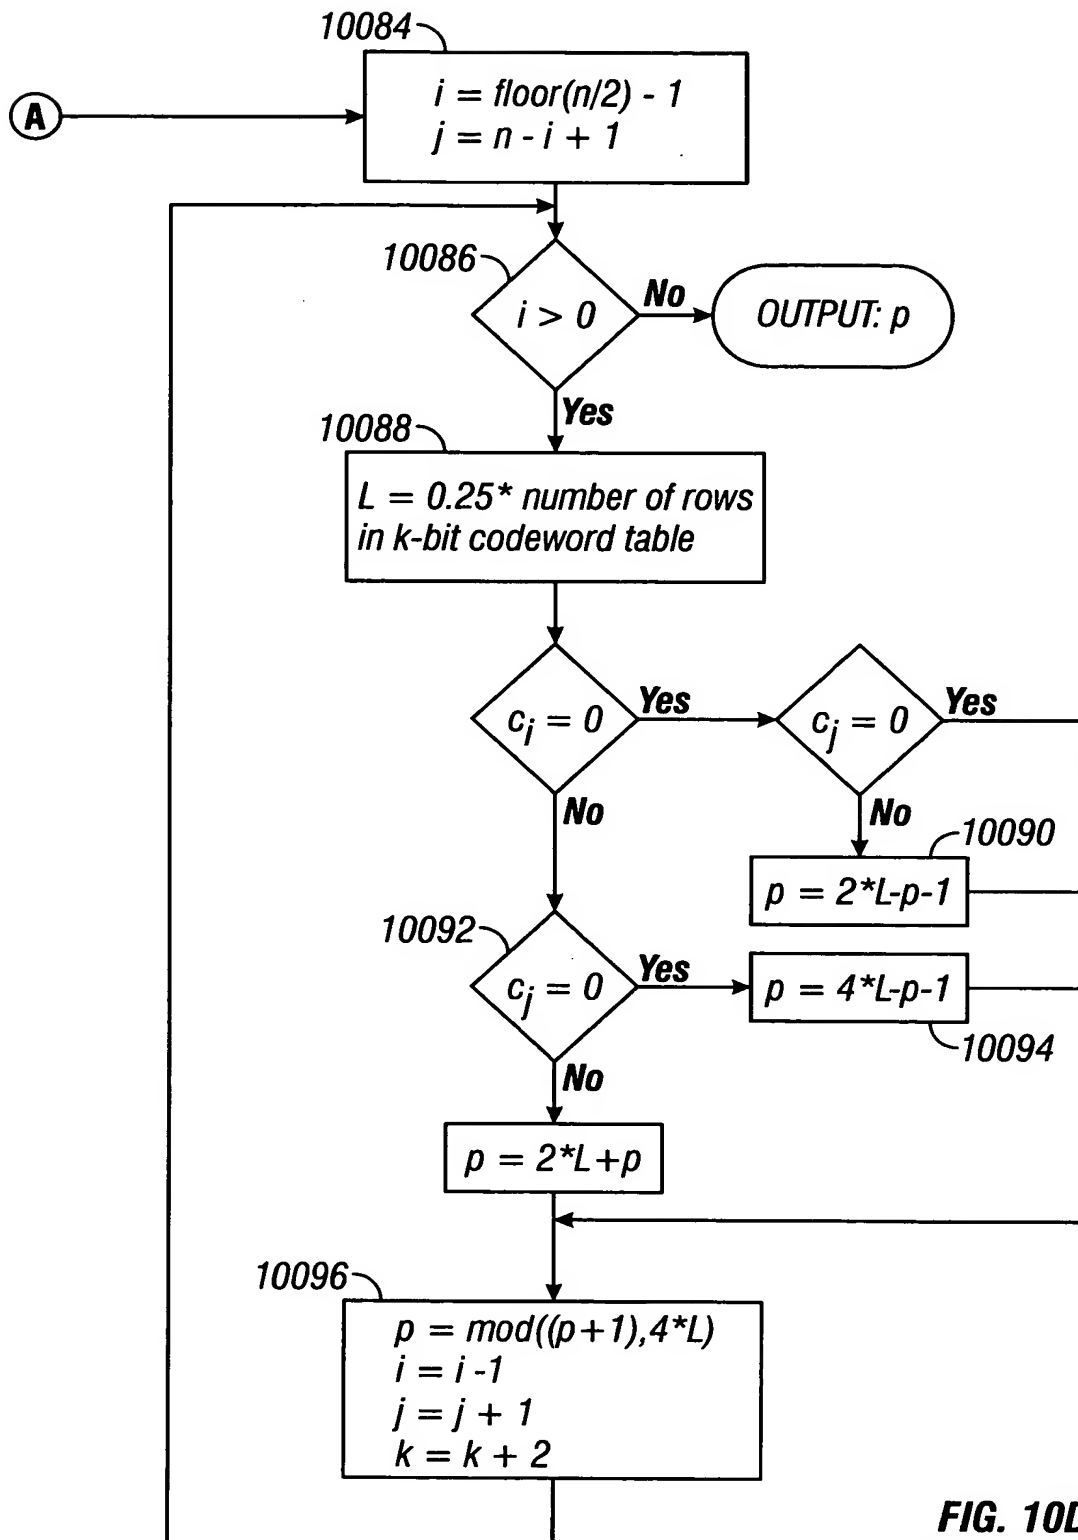 10084
A
i = floor(n/2) - 1
j = n - i + 1
10086
i > 0
No
OUTPUT: p
Yes
10088
L = 0.25* number of rows
in k-bit codeword table
c_i = 0
Yes
c_j = 0
Yes
No
No
10090
p = 2*L-p-1
10092
c_j = 0
Yes
p = 4*L-p-1
10094
No
p = 2*L+p
10096
p = mod((p+1),4*L)
i = i -1
j = j + 1
k = k + 2
FIG. 10D